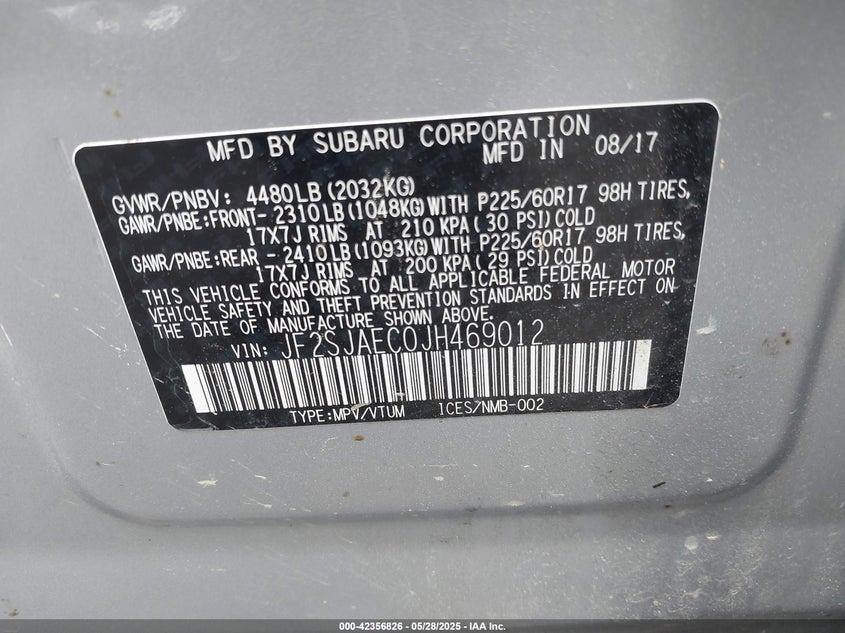 MFD BY SUBARU CORPORATION
MFD IN 08/17
GVWR/PNBV: 4480LB (2032KG)
GAWR/PNBE:FRONT- 2310LB (1048KG) WITH P225/60R17 98H TIRES,
17X7J RIMS AT 210 KPA (30 PSI) COLD
GAWR/PNBE:REAR - 2410LB (1093KG) WITH P225/60R17 98H TIRES,
17X7J RIMS AT 200 KPA (29 PSI) COLD
THIS VEHICLE CONFORMS TO ALL APPLICABLE FEDERAL MOTOR
VEHICLE SAFETY AND THEFT PREVENTION STANDARDS IN EFFECT ON
THE DATE OF MANUFACTURE SHOWN ABOVE.
VIN: JF2SJAEC0JH469012
TYPE:MPV/VTUM ICES/NMB-002
000-42356826 - 05/28/2025 - IAA Inc.